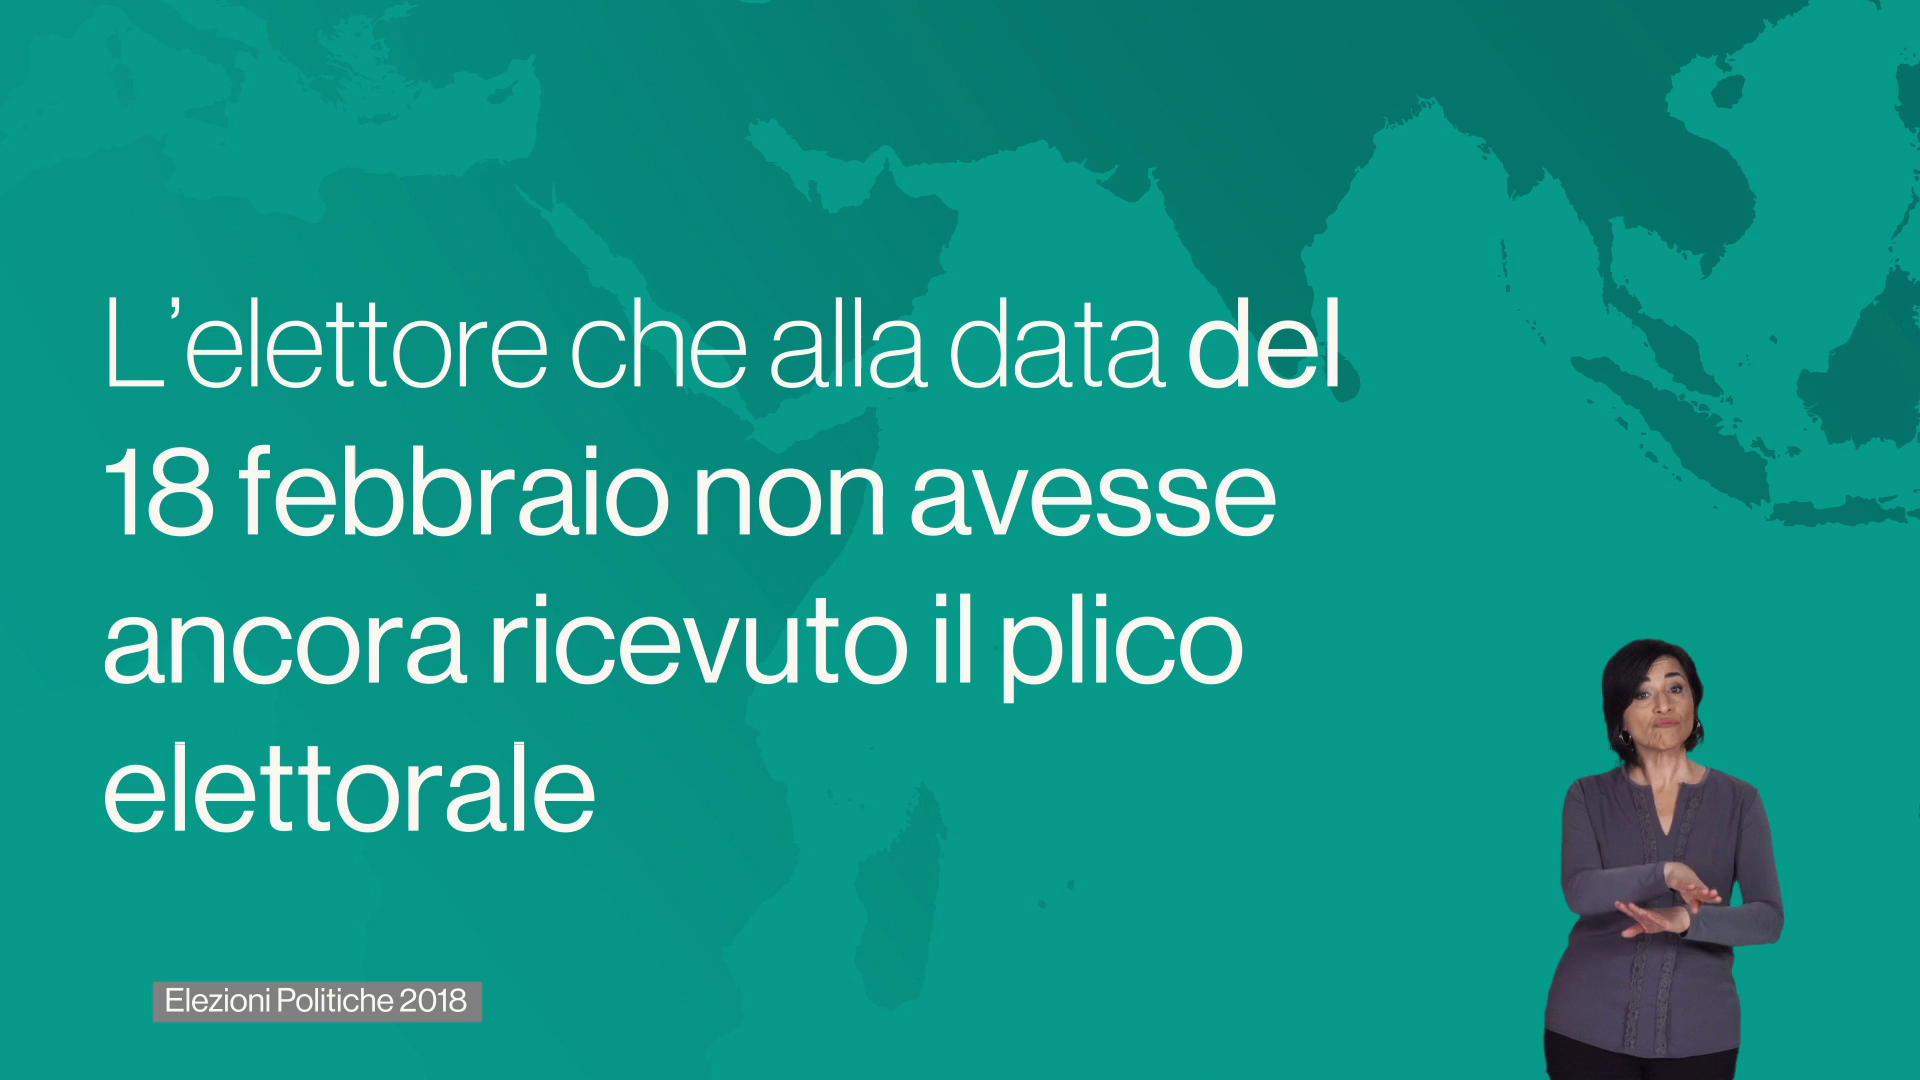 L’elettore che alla data del
18 febbraio non avesse
ancora ricevuto il plico
elettorale
Elezioni Politiche 2018